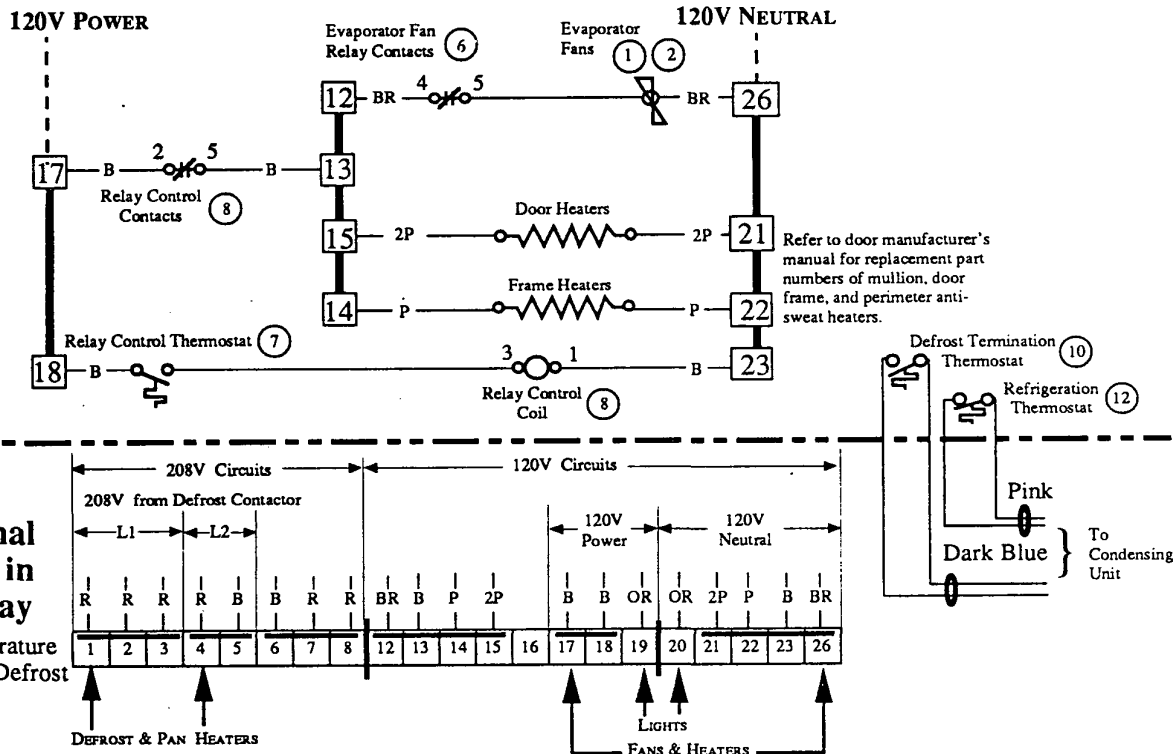 120V POWER
120V NEUTRAL
Evaporator Fan
Relay Contacts 6
Evaporator
Fans
1 2
12 BR 4 5 BR 26
17 B 2 5 B 13
Relay Control
Contacts 8
Door Heaters
15 2P 2P 21
Refer to door manufacturer's
manual for replacement part
numbers of mullion, door
frame, and perimeter anti-
sweat heaters.
Frame Heaters
14 P P 22
Relay Control Thermostat 7
18 B 3 1 B 23
Relay Control
Coil 8
Defrost Termination
Thermostat 10
Refrigeration
Thermostat 12
208V Circuits
120V Circuits
208V from Defrost Contactor
L1 L2
120V
Power
120V
Neutral
Pink
Dark Blue
To
Condensing
Unit
nal
in
ay
rature
Defrost
R R R R B B R R BR B P 2P B B OR OR 2P P B BR
1 2 3 4 5 6 7 8 12 13 14 15 16 17 18 19 20 21 22 23 26
DEFROST & PAN HEATERS
LIGHTS
FANS & HEATERS